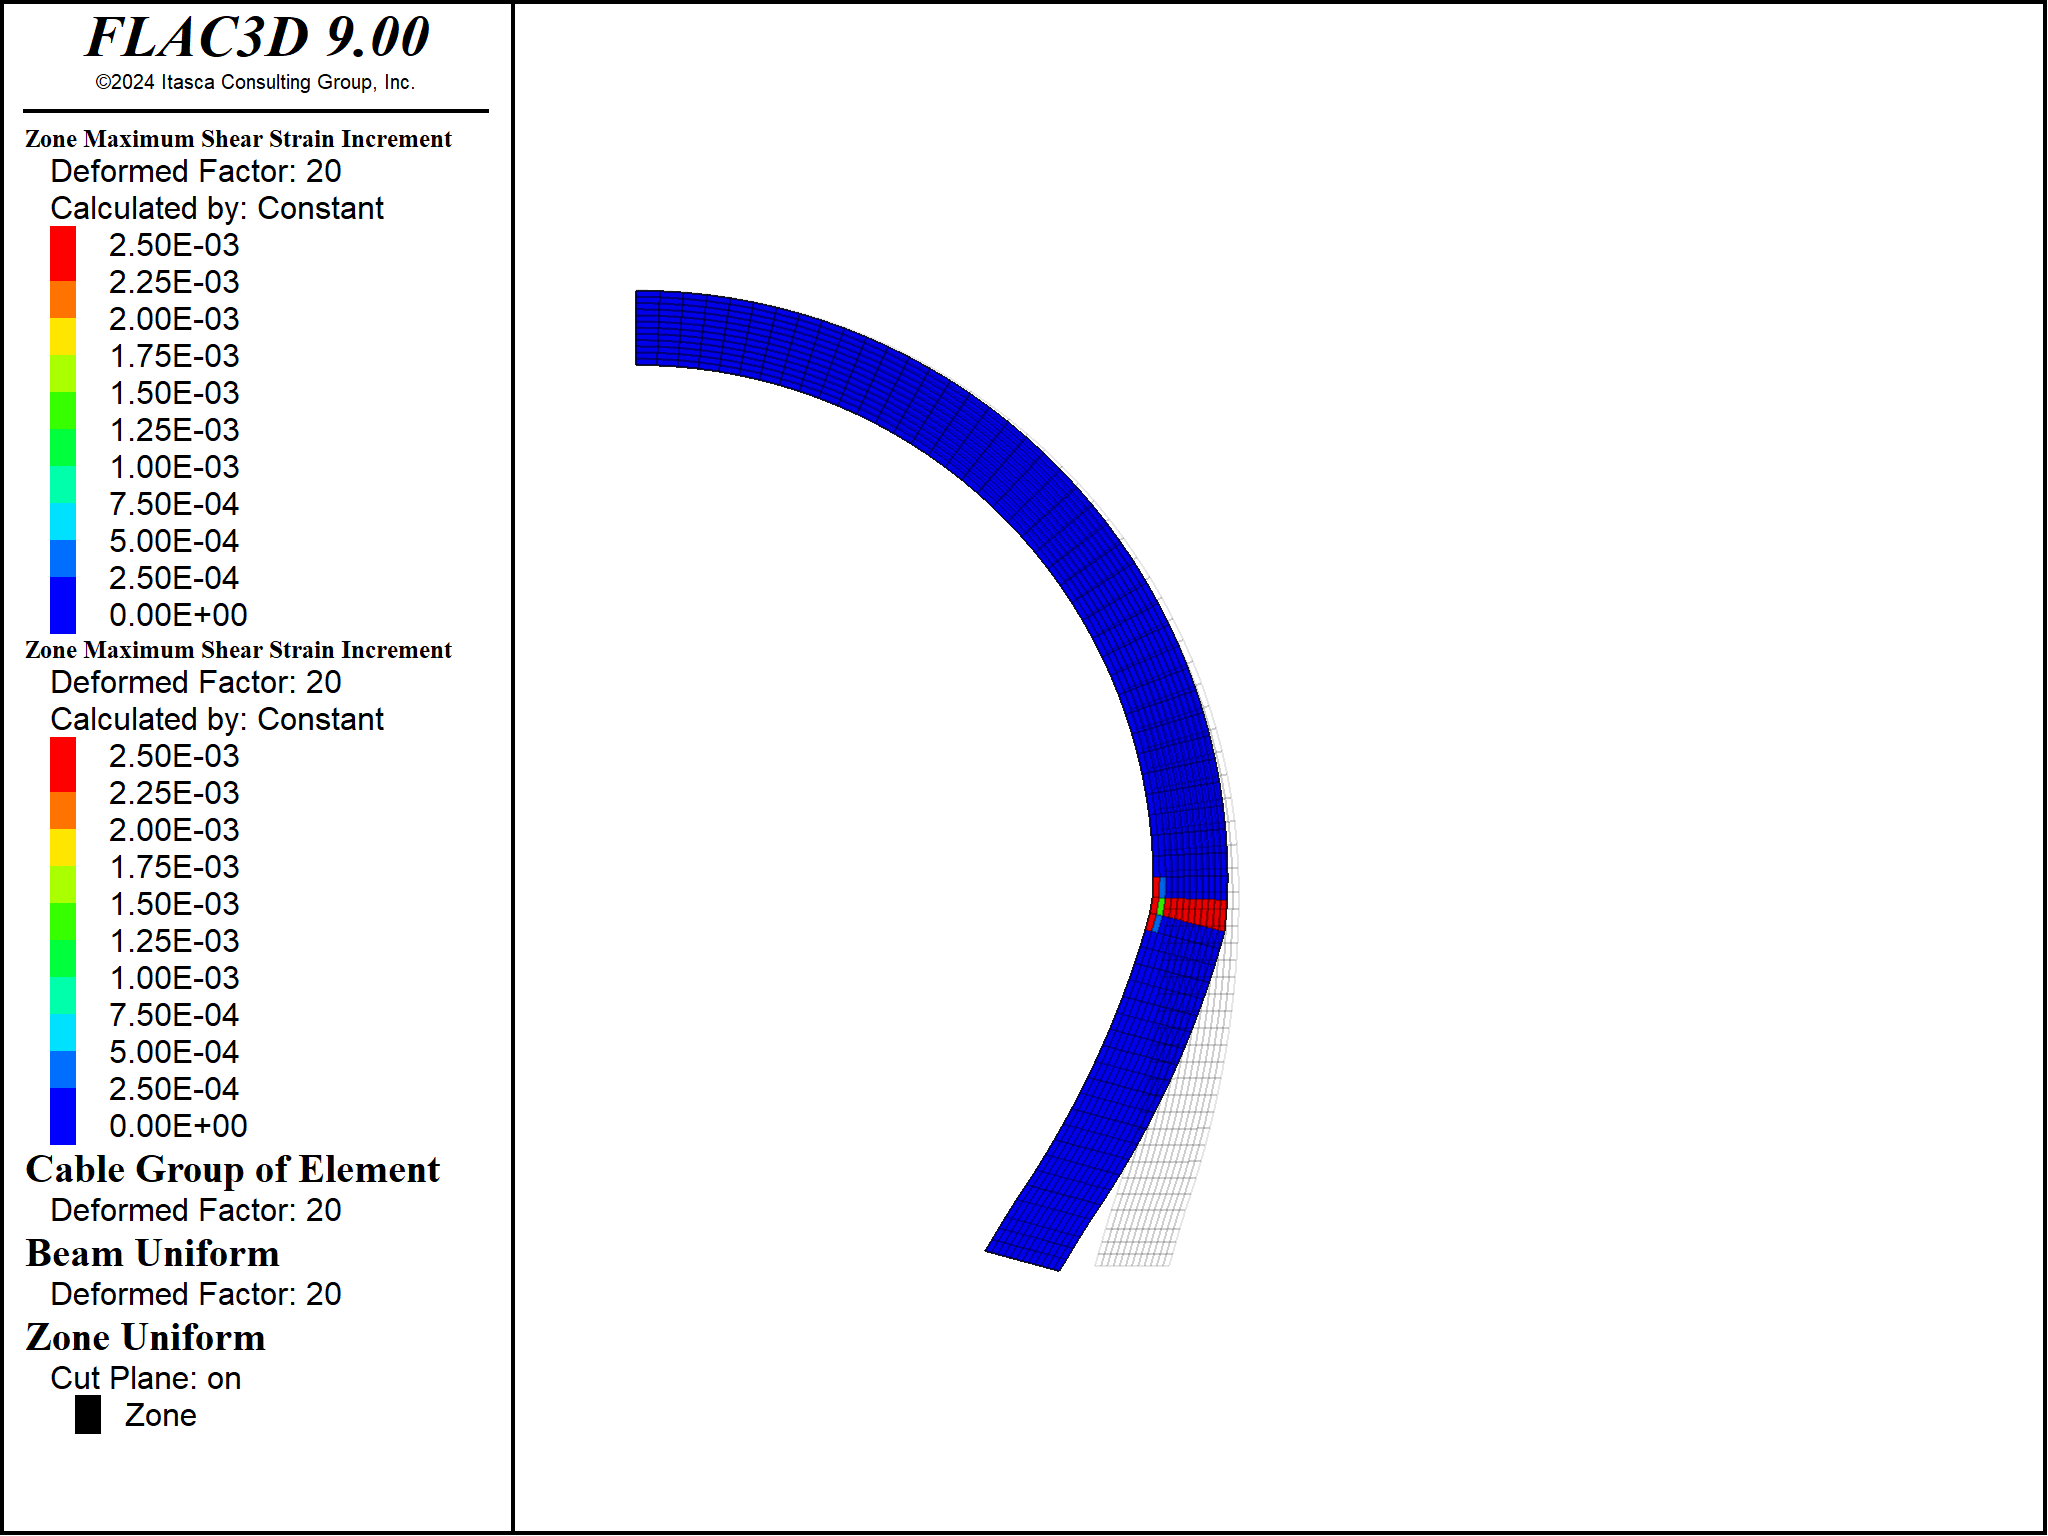 FLAC3D 9.00
©2024 Itasca Consulting Group, Inc.
Zone Maximum Shear Strain Increment
Deformed Factor: 20
Calculated by: Constant
2.50E-03
2.25E-03
2.00E-03
1.75E-03
1.50E-03
1.25E-03
1.00E-03
7.50E-04
5.00E-04
2.50E-04
0.00E+00
Zone Maximum Shear Strain Increment
Deformed Factor: 20
Calculated by: Constant
2.50E-03
2.25E-03
2.00E-03
1.75E-03
1.50E-03
1.25E-03
1.00E-03
7.50E-04
5.00E-04
2.50E-04
0.00E+00
Cable Group of Element
Deformed Factor: 20
Beam Uniform
Deformed Factor: 20
Zone Uniform
Cut Plane: on
Zone